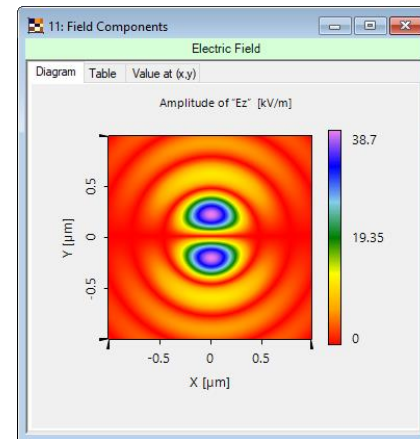 11: Field Components
Electric Field
Diagram Table Value at (x,y)
Amplitude of "Ez" [kV/m]
38.7
0.5
19.35
0
Y [µm]
-0.5
0
-0.5 0 0.5
X [µm]